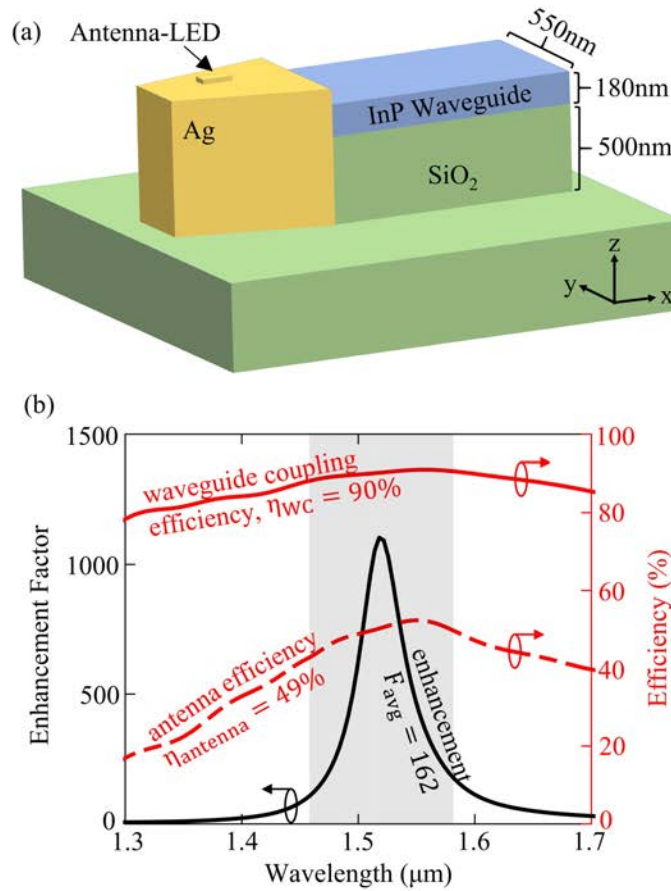 (a)
Antenna-LED
550nm
180nm
InP Waveguide
Ag
500nm
SiO₂
z
y
x
(b)
1500
100
waveguide coupling
efficiency, ηWC = 90%
80
1000
60
Enhancement Factor
Efficiency (%)
antenna efficiency
ηantenna = 49%
enhancement
Favg = 162
40
500
20
0
0
1.3
1.4
1.5
1.6
1.7
Wavelength (μm)